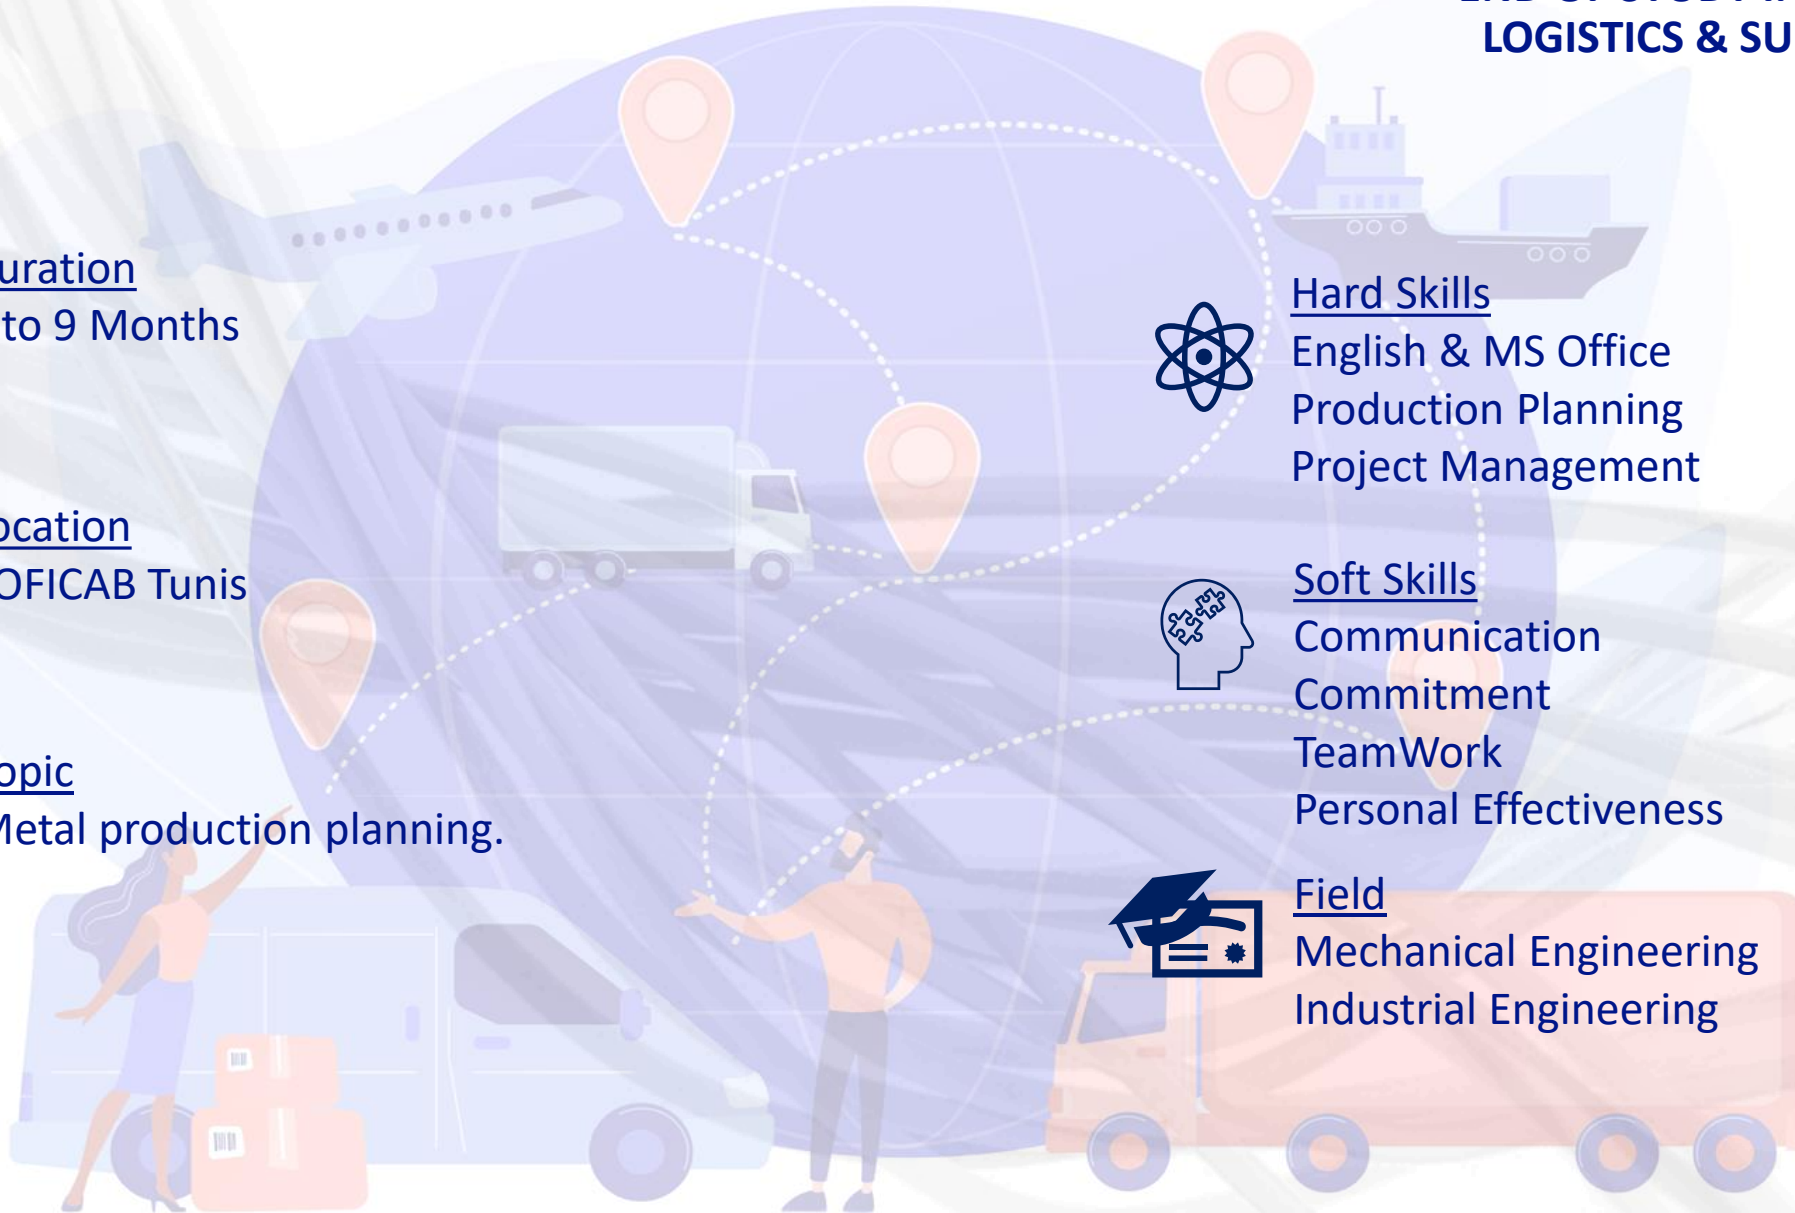 LOGISTICS & SU
uration
to 9 Months
ocation
OFICAB Tunis
opic
Metal production planning.
Hard Skills
English & MS Office
Production Planning
Project Management
Soft Skills
Communication
Commitment
TeamWork
Personal Effectiveness
Field
Mechanical Engineering
Industrial Engineering